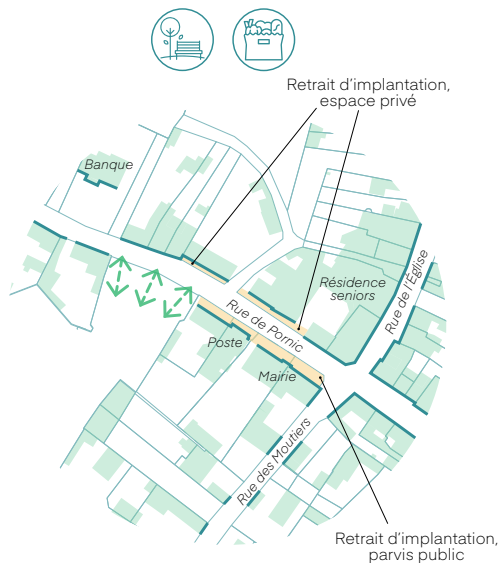 Retrait d’implantation,
espace privé
Banque
Résidence
seniors
Rue de l’Église
Rue de Pornic
Poste
Mairie
Rue des Moutiers
Retrait d’implantation,
parvis public